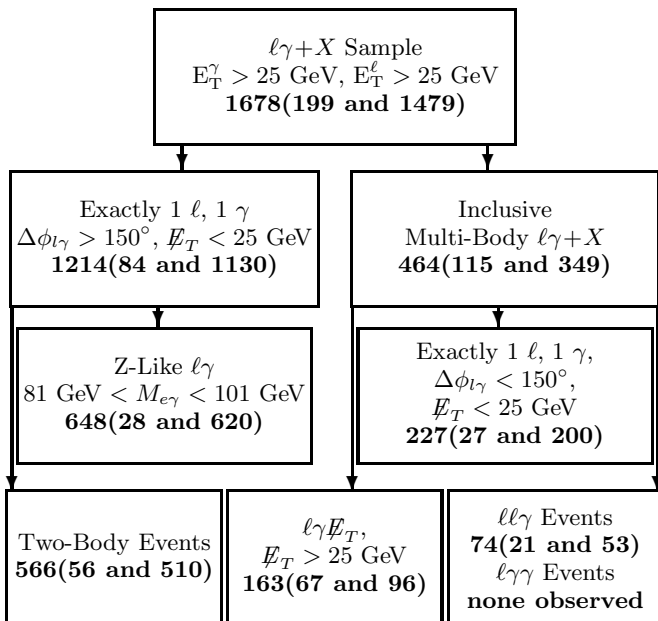 ℓγ+X Sample
E_T^γ > 25 GeV, E_T^ℓ > 25 GeV
1678(199 and 1479)
Exactly 1 ℓ, 1 γ
Δϕ_lγ > 150°, E̸_T < 25 GeV
1214(84 and 1130)
Inclusive
Multi-Body ℓγ+X
464(115 and 349)
Z-Like ℓγ
81 GeV < M_eγ < 101 GeV
648(28 and 620)
Exactly 1 ℓ, 1 γ,
Δϕ_lγ < 150°,
E̸_T < 25 GeV
227(27 and 200)
Two-Body Events
566(56 and 510)
ℓγE̸_T,
E̸_T > 25 GeV
163(67 and 96)
ℓℓγ Events
74(21 and 53)
ℓγγ Events
none observed